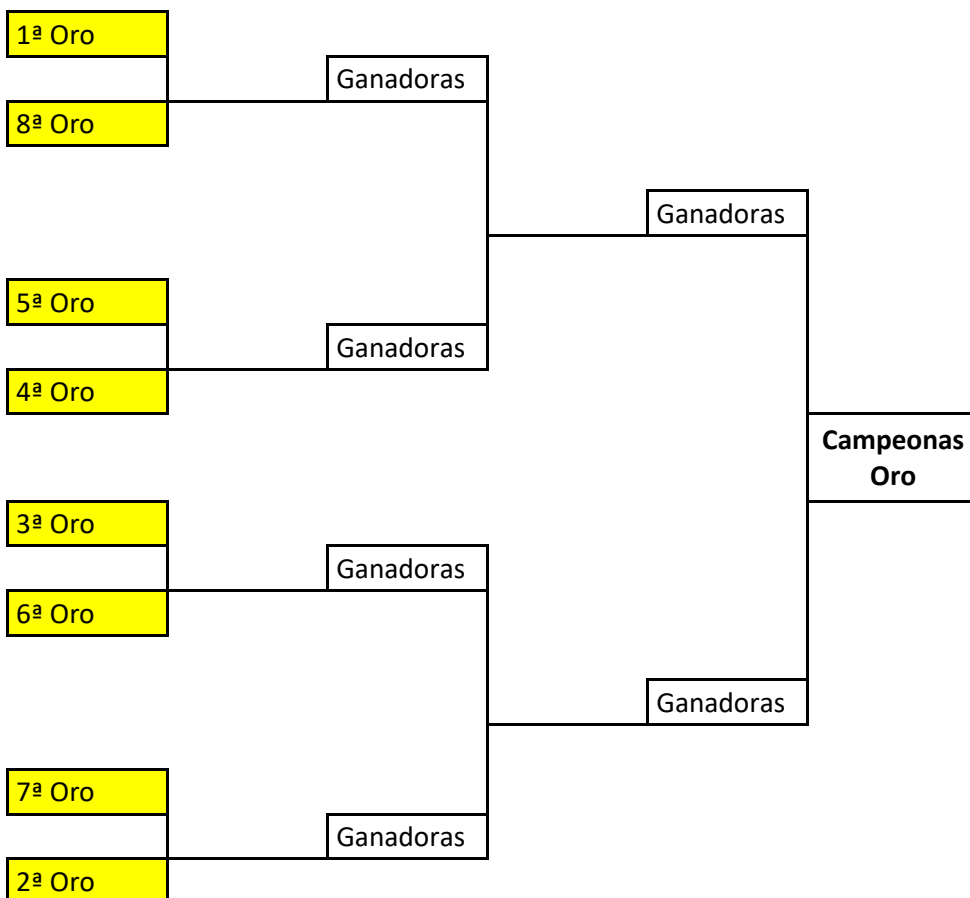 1ª Oro
Ganadoras
8ª Oro
Ganadoras
5ª Oro
Ganadoras
4ª Oro
Campeonas
Oro
3ª Oro
Ganadoras
6ª Oro
Ganadoras
7ª Oro
Ganadoras
2ª Oro